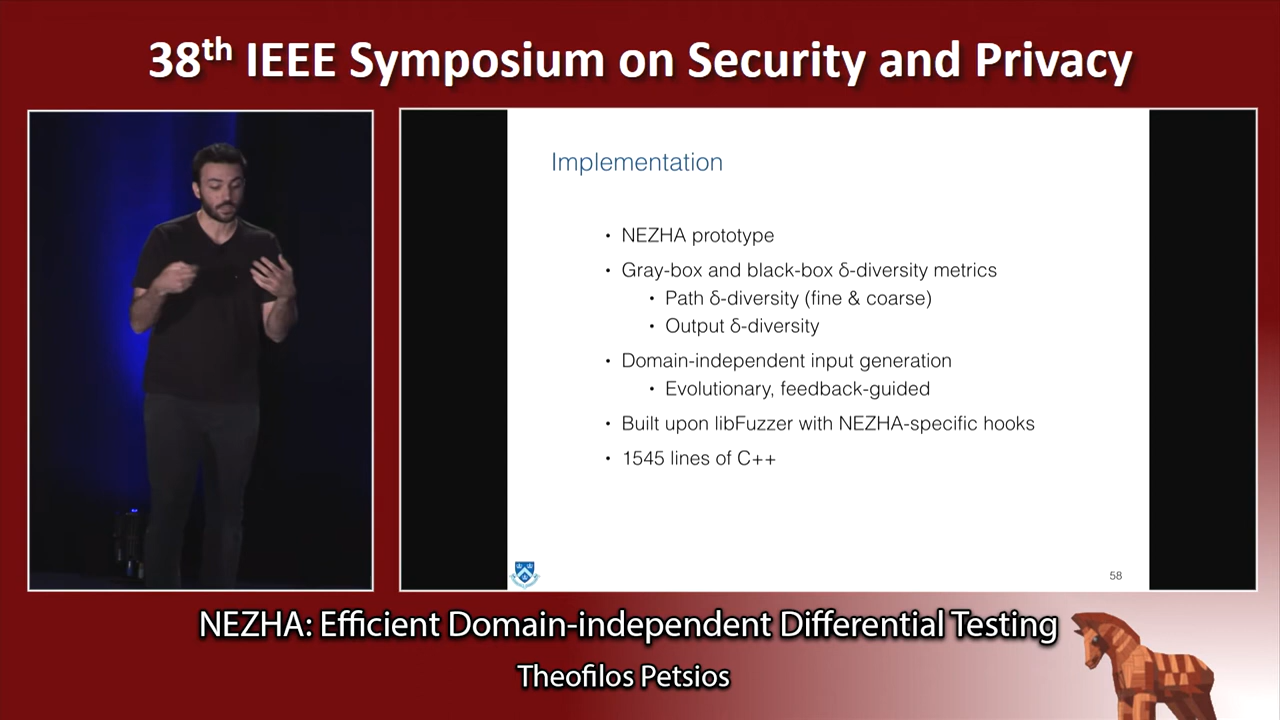 38th IEEE Symposium on Security and Privacy
Implementation
• NEZHA prototype
• Gray-box and black-box δ-diversity metrics
• Path δ-diversity (fine & coarse)
• Output δ-diversity
• Domain-independent input generation
• Evolutionary, feedback-guided
• Built upon libFuzzer with NEZHA-specific hooks
• 1545 lines of C++
58
NEZHA: Efficient Domain-independent Differential Testing
Theofilos Petsios